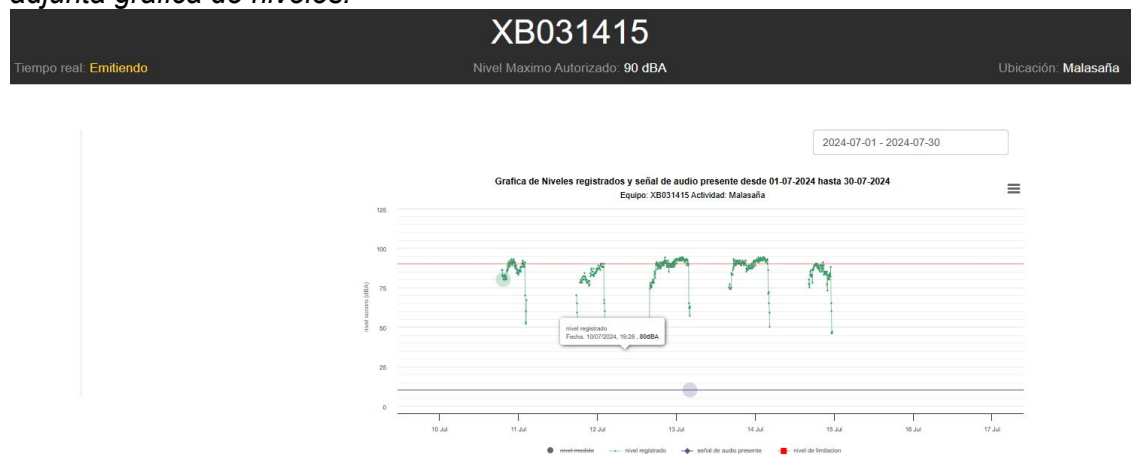 adjunta gráfica de niveles.
XB031415
Tiempo real: Emitiendo Nivel Maximo Autorizado: 90 dBA Ubicación: Malasaña
2024-07-01 - 2024-07-30
Grafica de Niveles registrados y señal de audio presente desde 01-07-2024 hasta 30-07-2024
Equipo: XB031415 Actividad: Malasaña
125
100
75
50
25
0
nivel sonoro (dBA)
nivel registrado
Fecha: 10/07/2024, 19:28 , 80dBA
10 Jul 11 Jul 12 Jul 13 Jul 14 Jul 15 Jul 16 Jul 17 Jul
nivel medido nivel registrado señal de audio presente nivel de limitacion